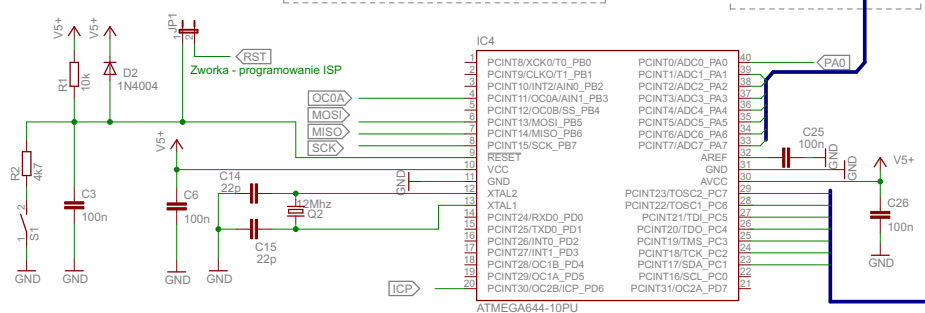 V5+
V5+
JP1
1
2
RST
Zworka - programowanie ISP
R1
10k
D2
1N4004
R2
4k7
2
1
S1
C3
100n
V5+
C6
100n
C14
22p
C15
22p
12Mhz
Q2
GND
GND
GND
GND
GND
OC0A
MOSI
MISO
SCK
ICP
IC4
1 PCINT8/XCK0/T0_PB0 PCINT0/ADC0_PA0 40
2 PCINT9/CLKO/T1_PB1 PCINT1/ADC1_PA1 39
3 PCINT10/INT2/AIN0_PB2 PCINT2/ADC2_PA2 38
4 PCINT11/OC0A/AIN1_PB3 PCINT3/ADC3_PA3 37
5 PCINT12/OC0B/SS_PB4 PCINT4/ADC4_PA4 36
6 PCINT13/MOSI_PB5 PCINT5/ADC5_PA5 35
7 PCINT14/MISO_PB6 PCINT6/ADC6_PA6 34
8 PCINT15/SCK_PB7 PCINT7/ADC7_PA7 33
9 RESET AREF 32
10 VCC GND 31
11 GND AVCC 30
12 XTAL2 PCINT23/TOSC2_PC7 29
13 XTAL1 PCINT22/TOSC1_PC6 28
14 PCINT24/RXD0_PD0 PCINT21/TDI_PC5 27
15 PCINT25/TXD0_PD1 PCINT20/TDO_PC4 26
16 PCINT26/INT0_PD2 PCINT19/TMS_PC3 25
17 PCINT27/INT1_PD3 PCINT18/TCK_PC2 24
18 PCINT28/OC1B_PD4 PCINT17/SDA_PC1 23
19 PCINT29/OC1A_PD5 PCINT16/SCL_PC0 22
20 PCINT30/OC2B/ICP_PD6 PCINT31/OC2A_PD7 21
ATMEGA644-10PU
PA0
C25
100n
GND
GND
V5+
C26
100n
GND